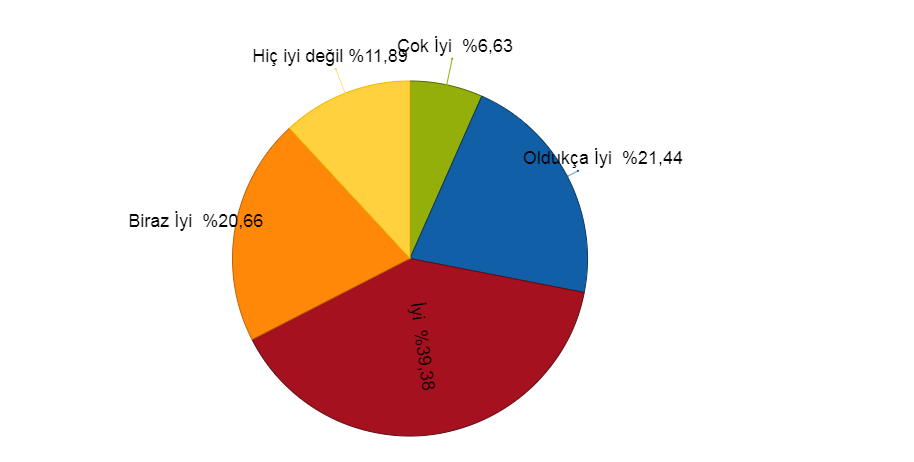 Çok İyi %6,63
Hiç iyi değil %11,89
Oldukça İyi %21,44
Biraz İyi %20,66
İyi %39,38